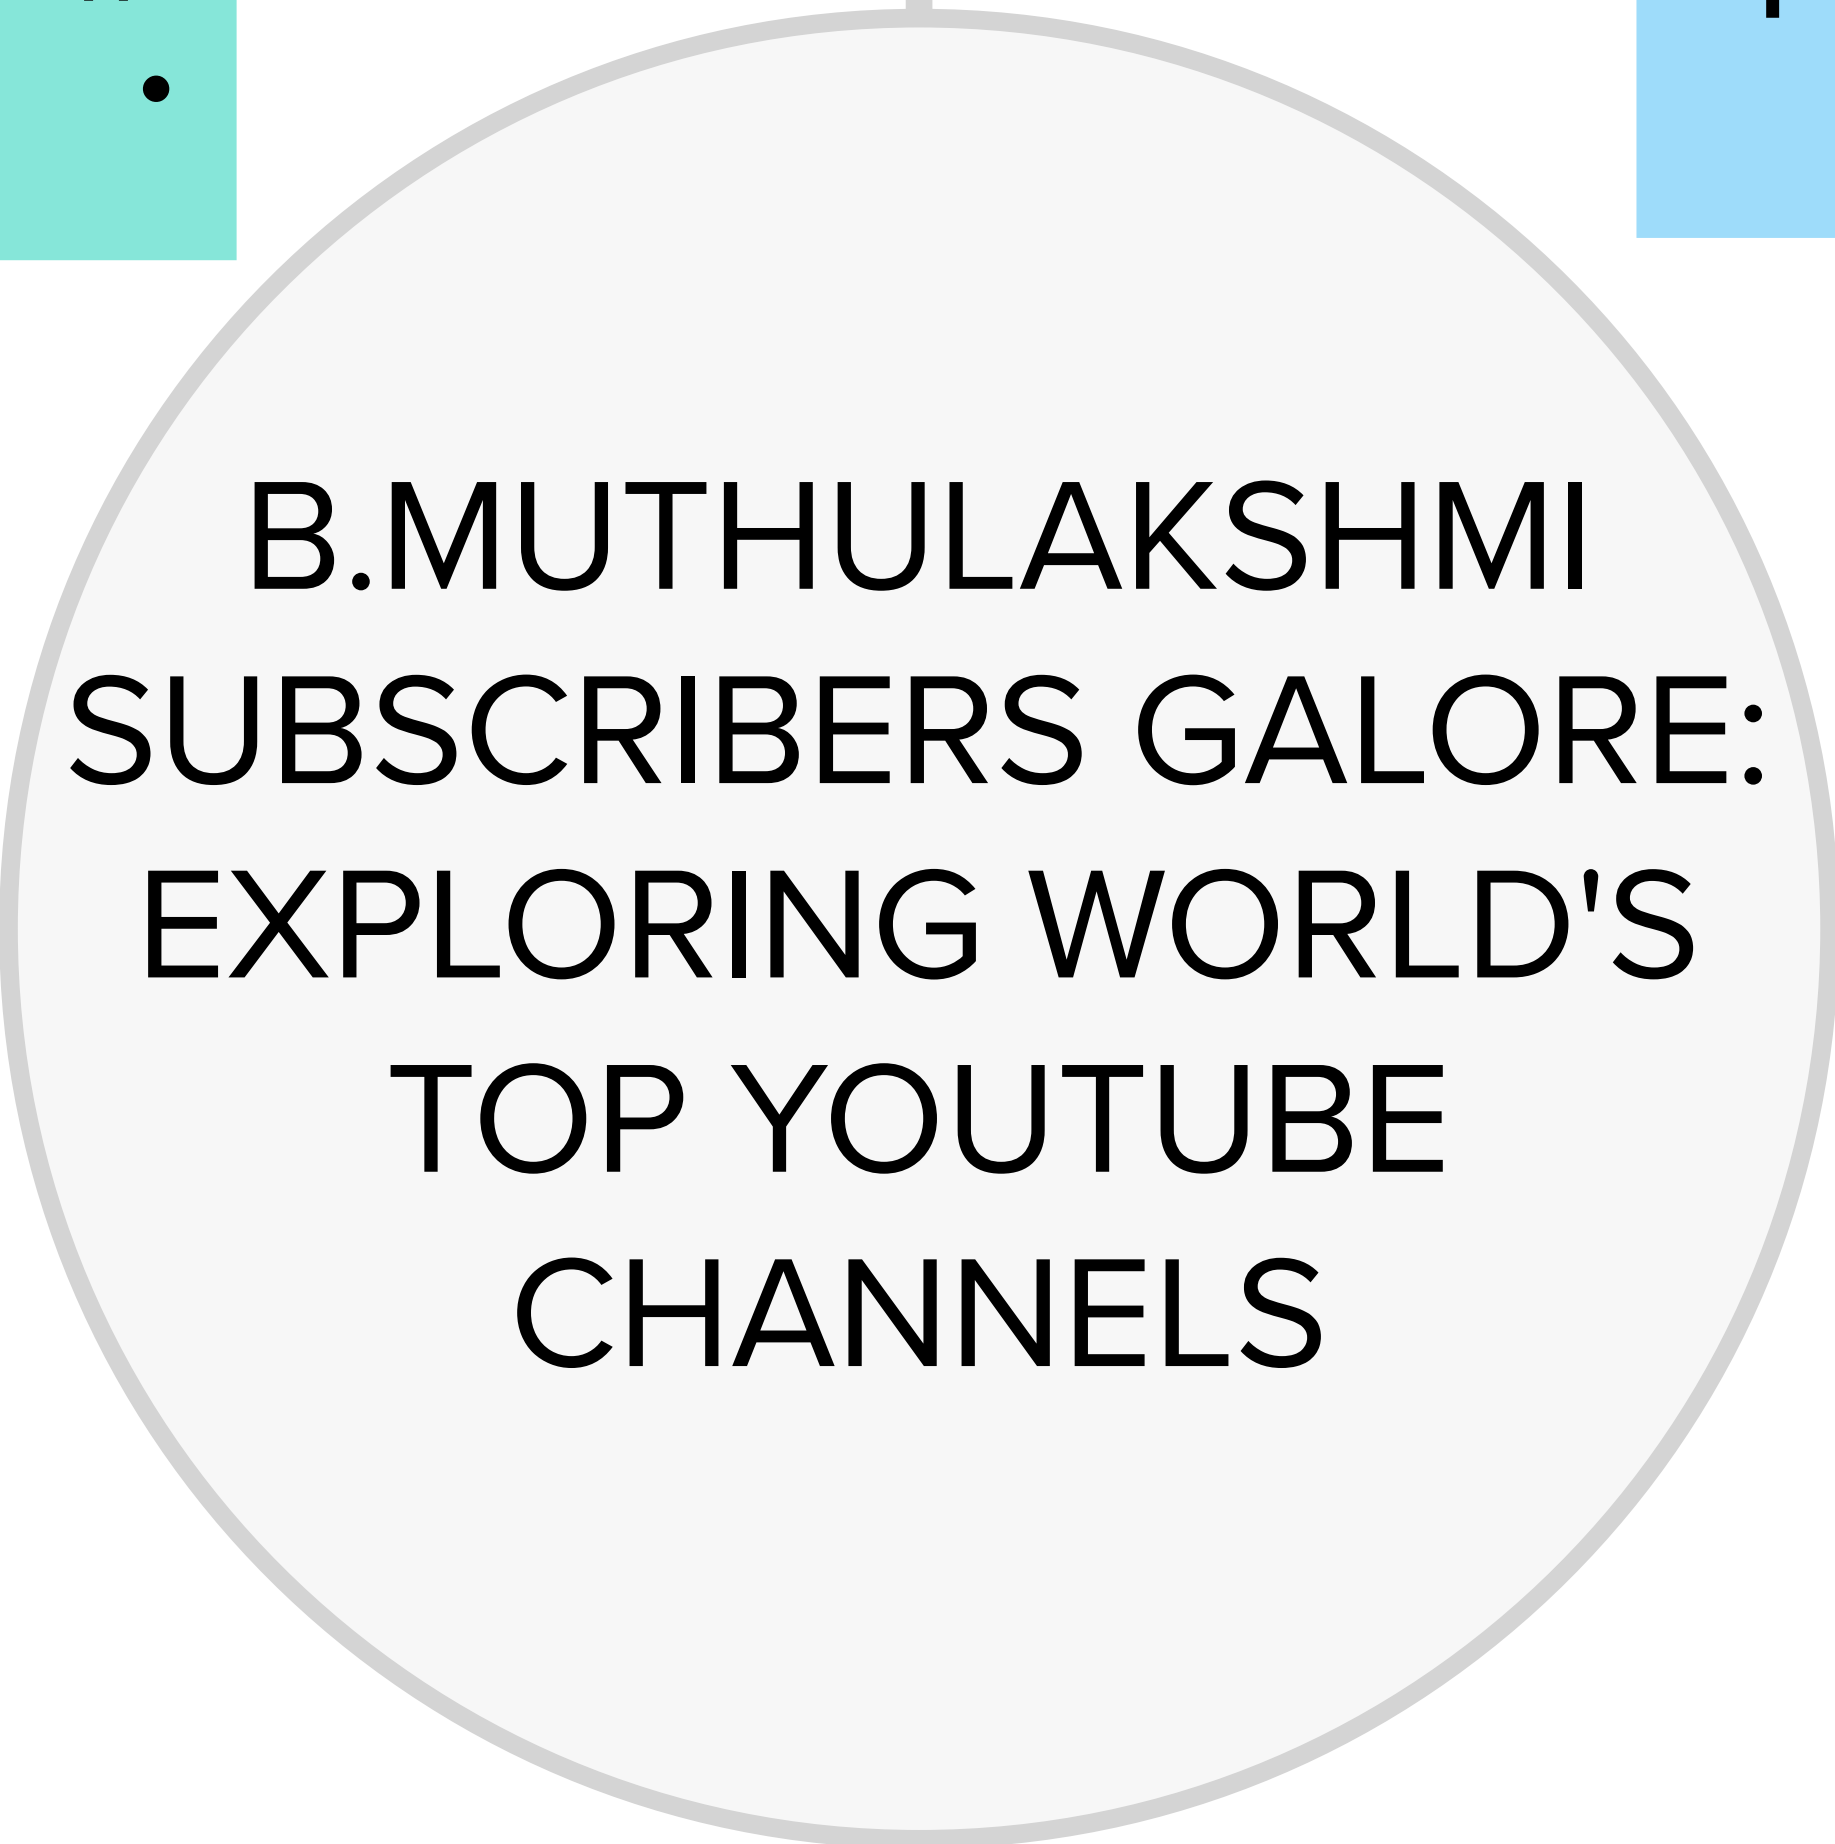 B.MUTHULAKSHMI
SUBSCRIBERS GALORE:
EXPLORING WORLD'S
TOP YOUTUBE
CHANNELS